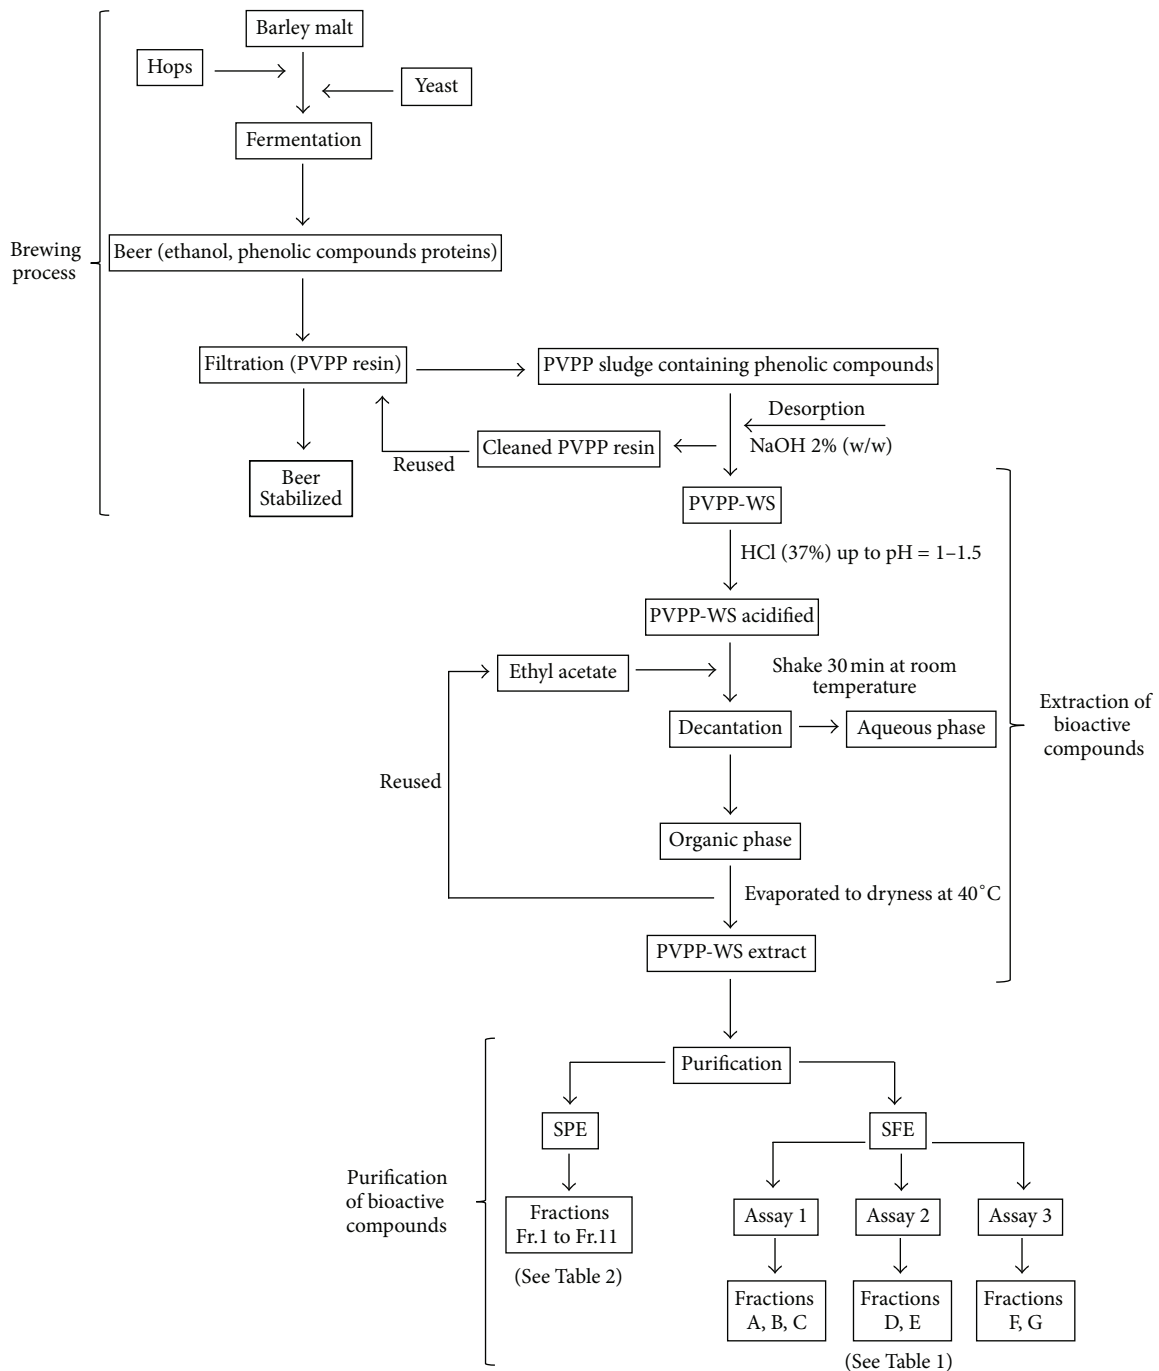 Barley malt
Hops
Yeast
Fermentation
Brewing
process
Beer (ethanol, phenolic compounds proteins)
Filtration (PVPP resin)
PVPP sludge containing phenolic compounds
Desorption
NaOH 2% (w/w)
Cleaned PVPP resin
Reused
Beer
Stabilized
PVPP-WS
HCl (37%) up to pH = 1–1.5
PVPP-WS acidified
Ethyl acetate
Shake 30 min at room
temperature
Decantation
Aqueous phase
Extraction of
bioactive
compounds
Reused
Organic phase
Evaporated to dryness at 40°C
PVPP-WS extract
Purification
SPE
SFE
Purification
of bioactive
compounds
Fractions
Fr.1 to Fr.11
(See Table 2)
Assay 1
Assay 2
Assay 3
Fractions
A, B, C
Fractions
D, E
Fractions
F, G
(See Table 1)